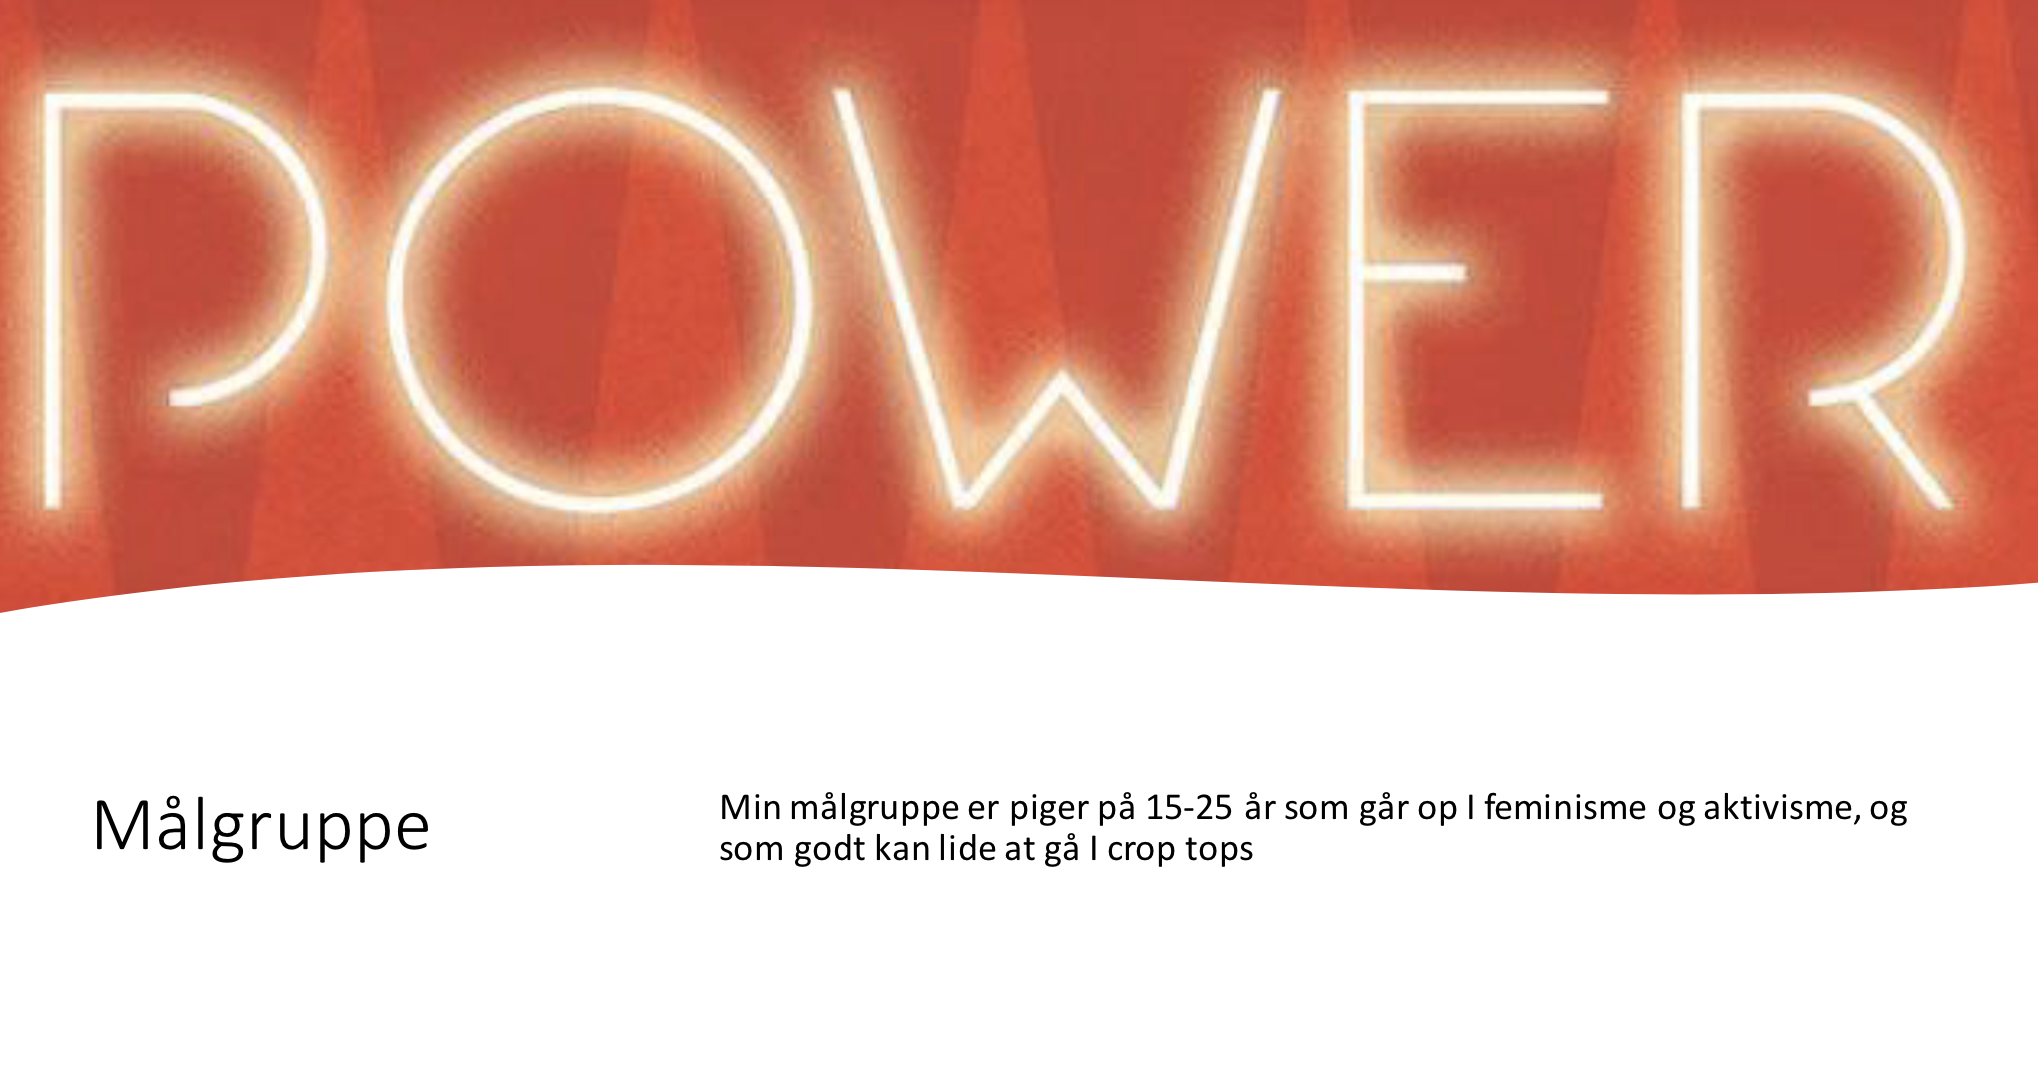 POWER
Målgruppe
Min målgruppe er piger på 15-25 år som går op I feminisme og aktivisme, og
som godt kan lide at gå I crop tops